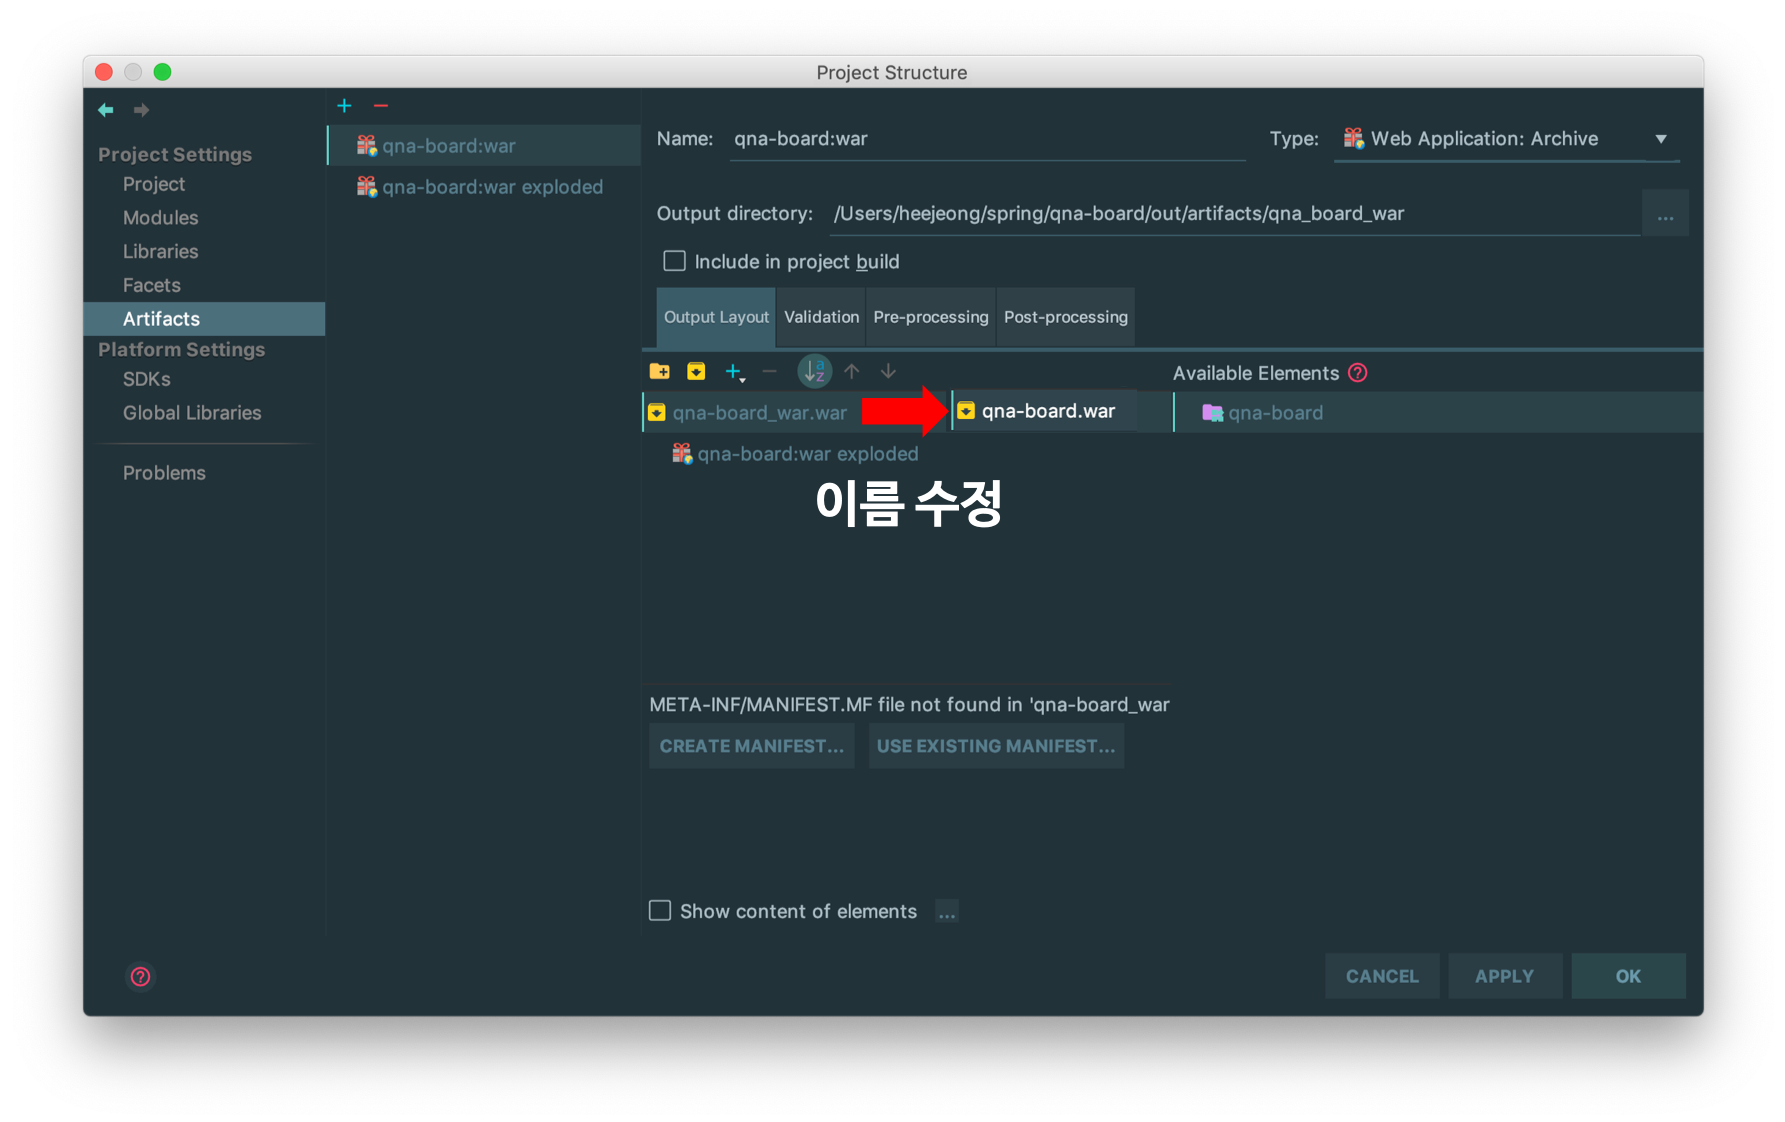 Project Structure
Project Settings
Project
Modules
Libraries
Facets
Artifacts
Platform Settings
SDKs
Global Libraries
Problems
qna-board:war
qna-board:war exploded
Name: qna-board:war
Type: Web Application: Archive
Output directory: /Users/heejeong/spring/qna-board/out/artifacts/qna_board_war
...
Include in project build
Output Layout Validation Pre-processing Post-processing
Available Elements
qna-board_war.war qna-board.war
qna-board
qna-board:war exploded
이름 수정
META-INF/MANIFEST.MF file not found in 'qna-board_war
CREATE MANIFEST... USE EXISTING MANIFEST...
Show content of elements ...
CANCEL APPLY OK